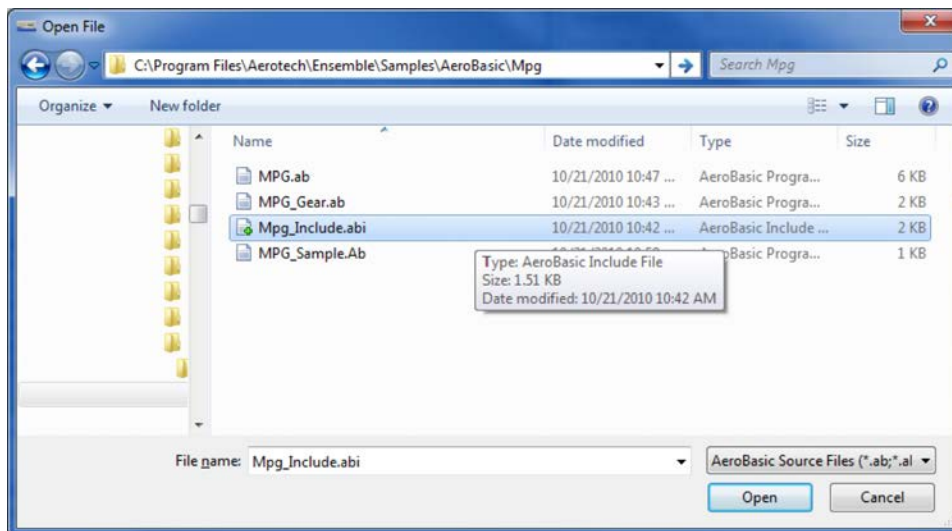 Open File
C:\Program Files\Aerotech\Ensemble\Samples\AeroBasic\Mpg
Search Mpg
Organize
New folder
Name Date modified Type Size
MPG.ab 10/21/2010 10:47 ... AeroBasic Progra... 6 KB
MPG_Gear.ab 10/21/2010 10:43 ... AeroBasic Progra... 2 KB
Mpg_Include.abi 10/21/2010 10:42 ... AeroBasic Include ... 2 KB
MPG_Sample.Ab Progra... 1 KB
Type: AeroBasic Include File
Size: 1.51 KB
Date modified: 10/21/2010 10:42 AM
File name: Mpg_Include.abi
AeroBasic Source Files (*.ab;*.al
Open Cancel